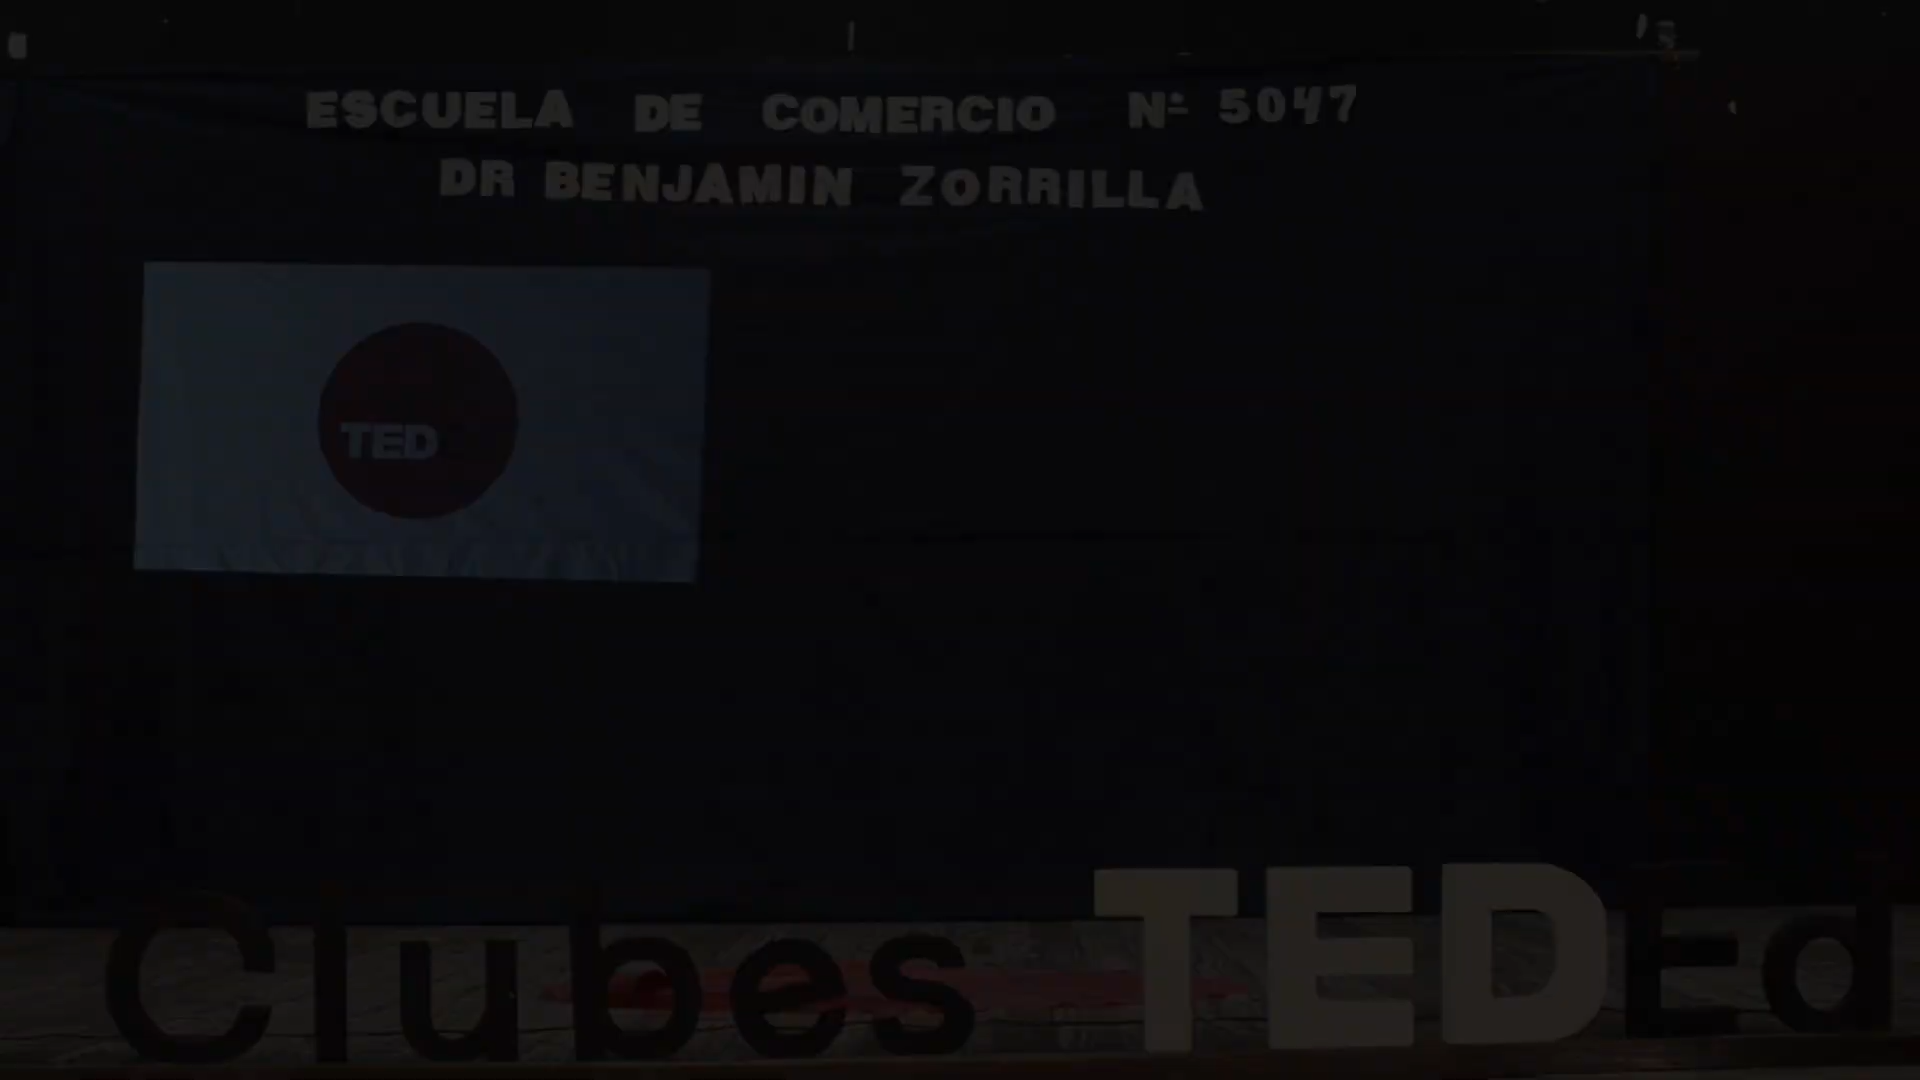 ESCUELA DE COMERCIO Nº 5047
DR BENJAMIN ZORRILLA
TED
Clubes TEDEd